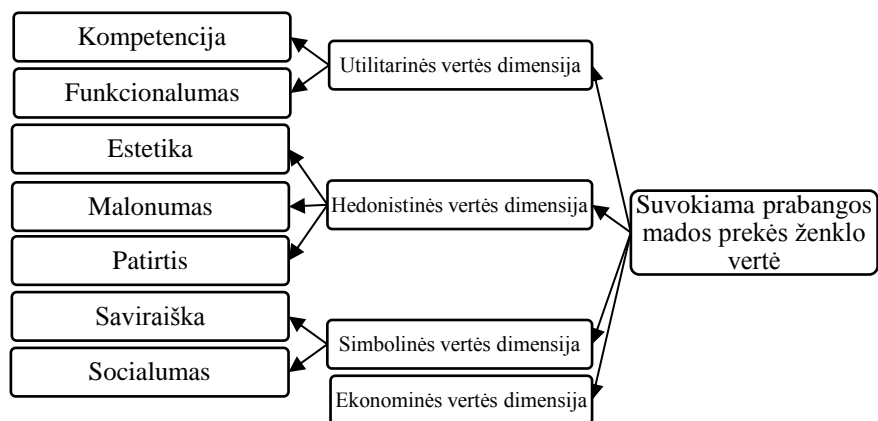 Kompetencija
Funkcionalumas
Estetika
Malonumas
Patirtis
Saviraiška
Socialumas
Utilitarinės vertės dimensija
Hedonistinės vertės dimensija
Simbolinės vertės dimensija
Ekonominės vertės dimensija
Suvokiama prabangos
mados prekės ženklo
vertė